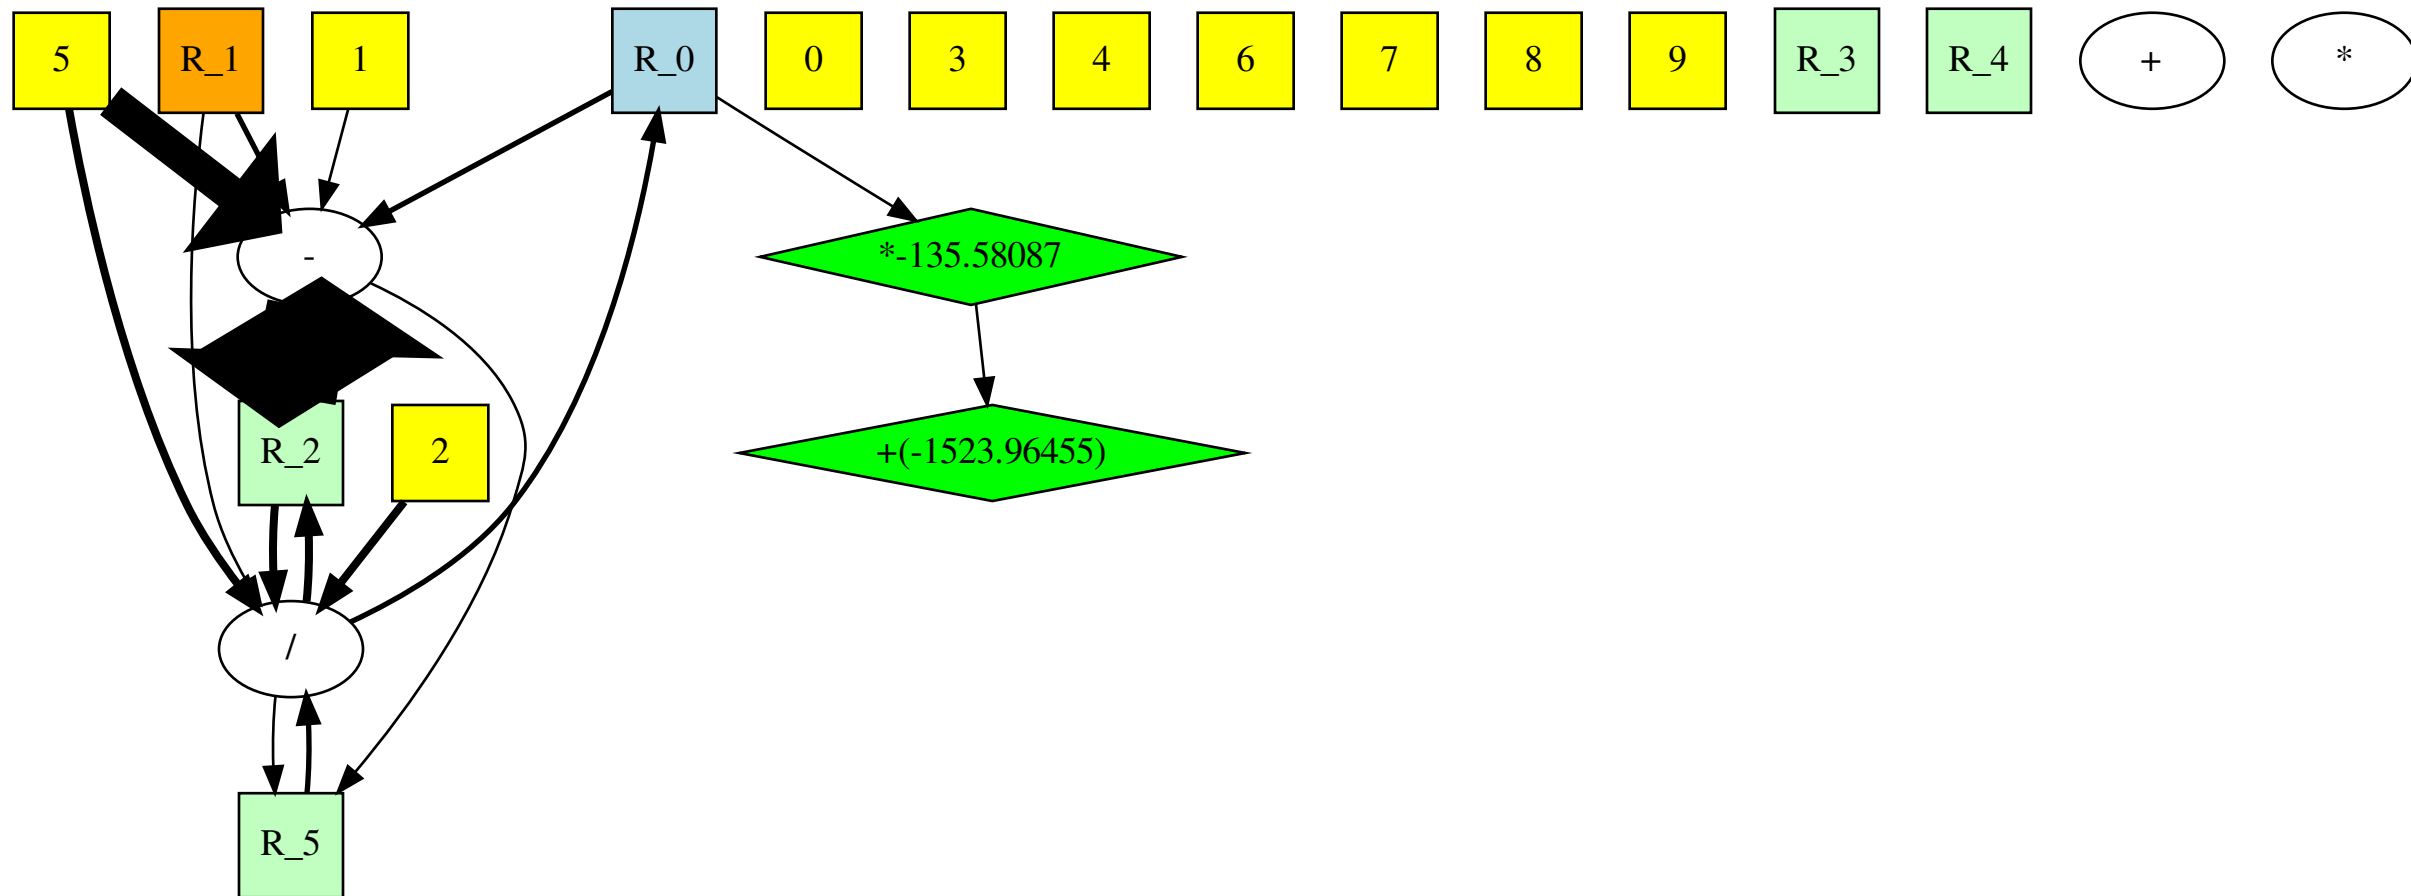 5 R_1 1 R_0 0 3 4 6 7 8 9 R_3 R_4 + *
- *-135.58087
R_2 2 +(-1523.96455)
/
R_5